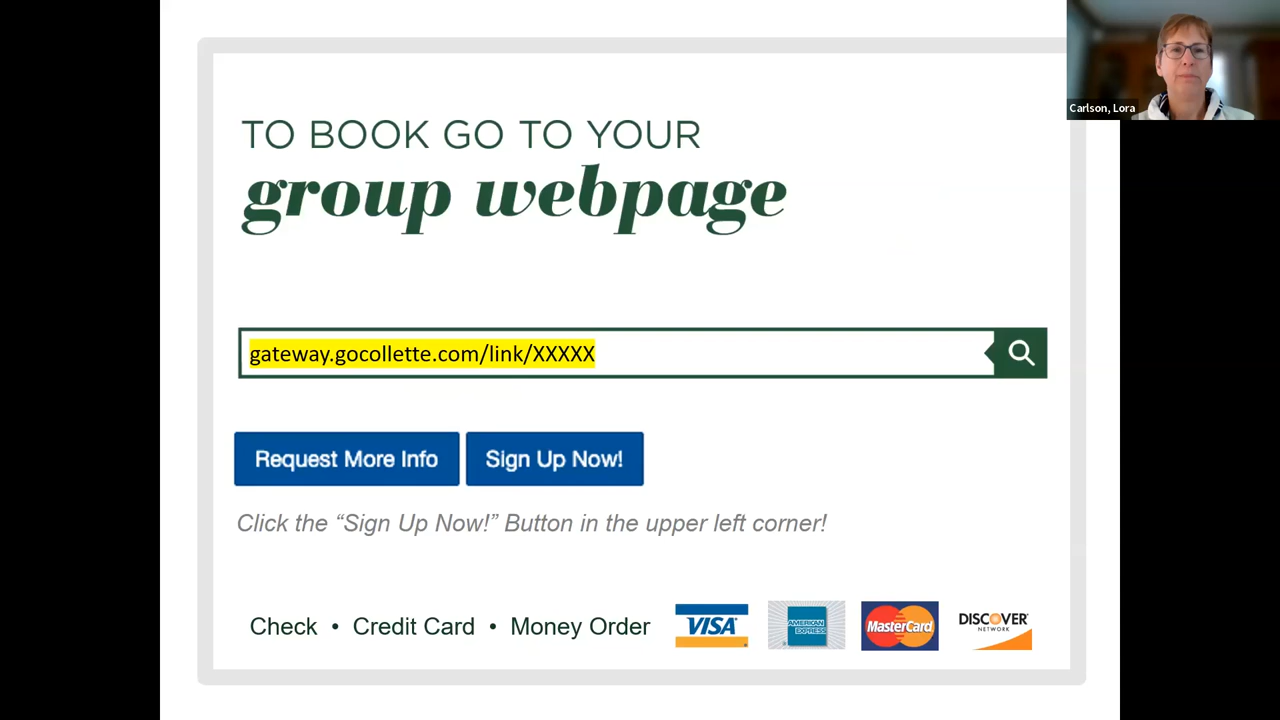 Carlson, Lora
TO BOOK GO TO YOUR
group webpage
gateway.gocollette.com/link/XXXXX
Request More Info
Sign Up Now!
Click the “Sign Up Now!” Button in the upper left corner!
Check • Credit Card • Money Order
VISA
AMERICAN
EXPRESS
MasterCard
DISCOVER
NETWORK